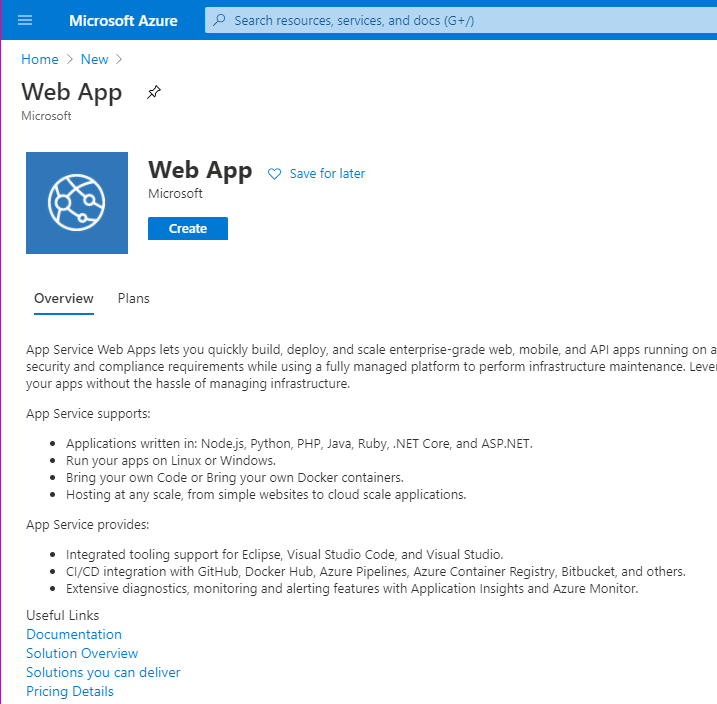 Microsoft Azure
Search resources, services, and docs (G+/)
Home > New >
Web App
Microsoft
Web App
Save for later
Microsoft
Create
Overview Plans
App Service Web Apps lets you quickly build, deploy, and scale enterprise-grade web, mobile, and API apps running on a
security and compliance requirements while using a fully managed platform to perform infrastructure maintenance. Lever
your apps without the hassle of managing infrastructure.
App Service supports:
• Applications written in: Node.js, Python, PHP, Java, Ruby, .NET Core, and ASP.NET.
• Run your apps on Linux or Windows.
• Bring your own Code or Bring your own Docker containers.
• Hosting at any scale, from simple websites to cloud scale applications.
App Service provides:
• Integrated tooling support for Eclipse, Visual Studio Code, and Visual Studio.
• CI/CD integration with GitHub, Docker Hub, Azure Pipelines, Azure Container Registry, Bitbucket, and others.
• Extensive diagnostics, monitoring and alerting features with Application Insights and Azure Monitor.
Useful Links
Documentation
Solution Overview
Solutions you can deliver
Pricing Details